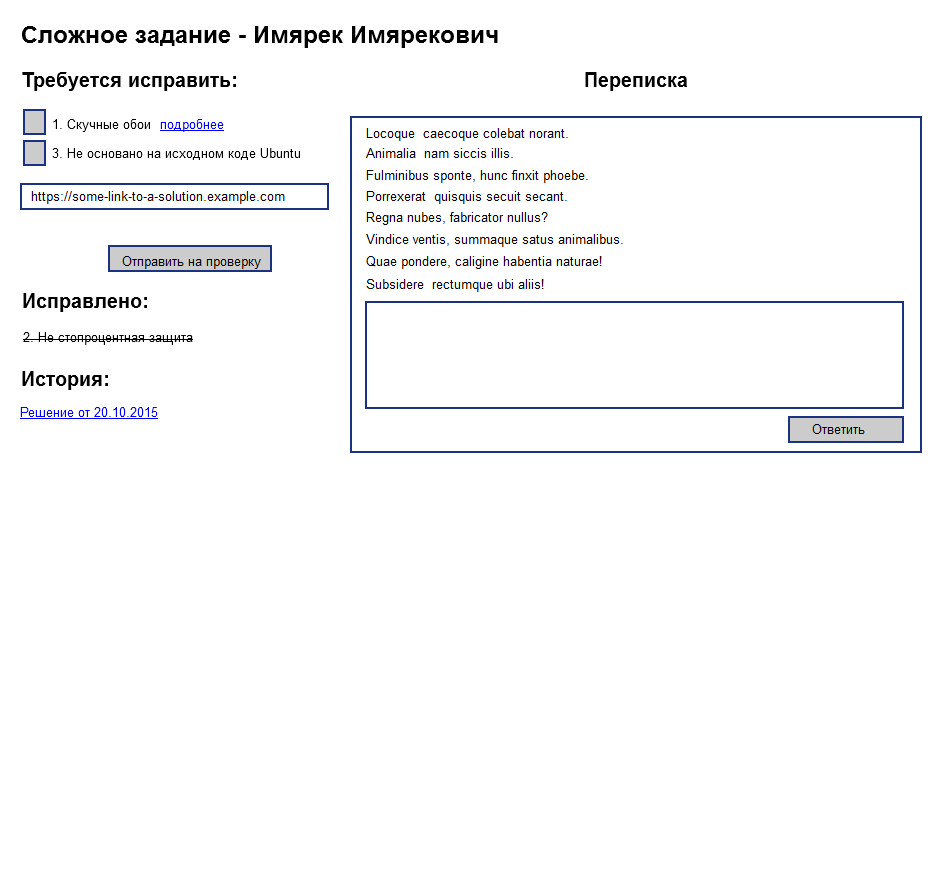 Сложное задание - Имярек Имярекович
Требуется исправить:
1. Скучные обои подробнее
3. Не основано на исходном коде Ubuntu
https://some-link-to-a-solution.example.com
Отправить на проверку
Исправлено:
2. Не стопроцентная защита
История:
Решение от 20.10.2015
Переписка
Locoque caecoque colebat norant.
Animalia nam siccis illis.
Fulminibus sponte, hunc finxit phoebe.
Porrexerat quisquis secuit secant.
Regna nubes, fabricator nullus?
Vindice ventis, summaque satus animalibus.
Quae pondere, caligine habentia naturae!
Subsidere rectumque ubi aliis!
Ответить